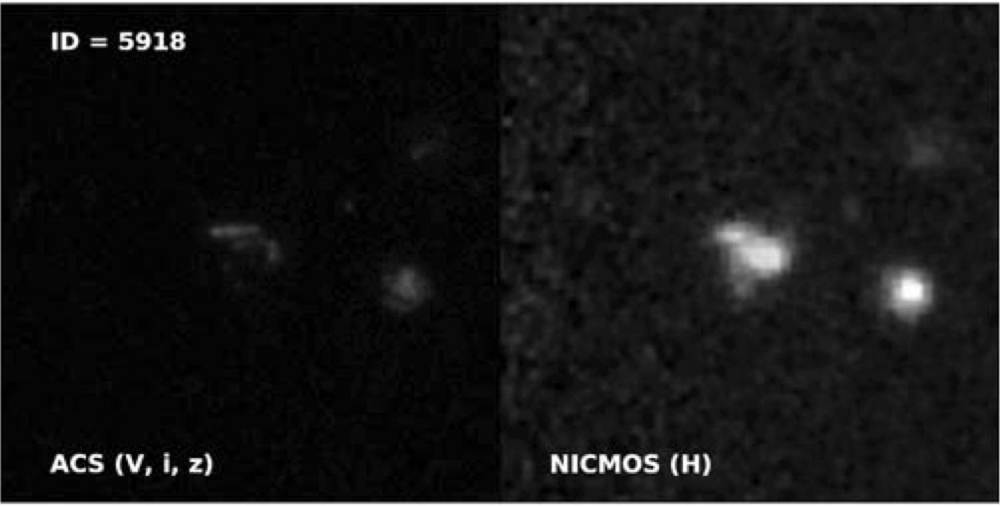 ID = 5918
ACS (V, i, z)
NICMOS (H)